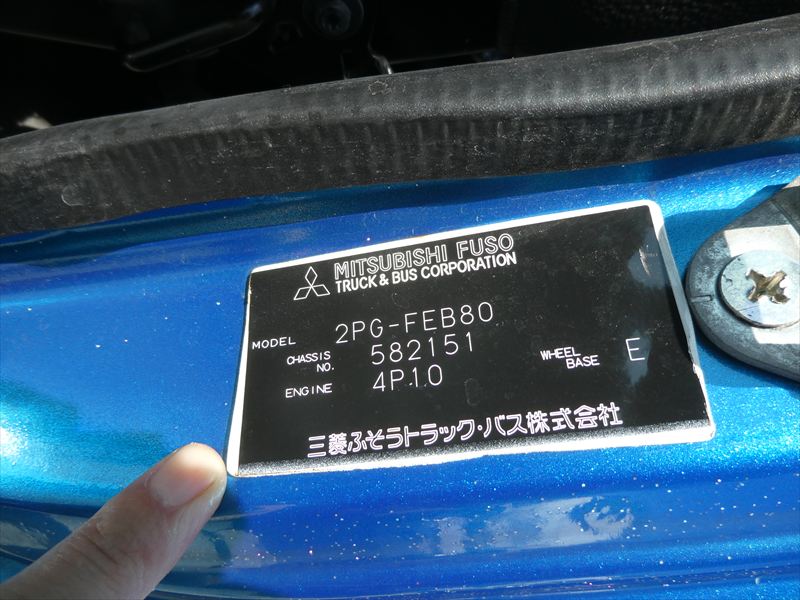 MITSUBISHI FUSO
TRUCK & BUS CORPORATION
MODEL 2PG-FEB80
CHASSIS NO. 582151
WHEEL BASE E
ENGINE 4P10
三菱ふそうトラック・バス株式会社